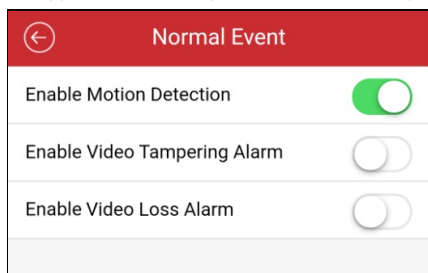 Normal Event
Enable Motion Detection
Enable Video Tampering Alarm
Enable Video Loss Alarm